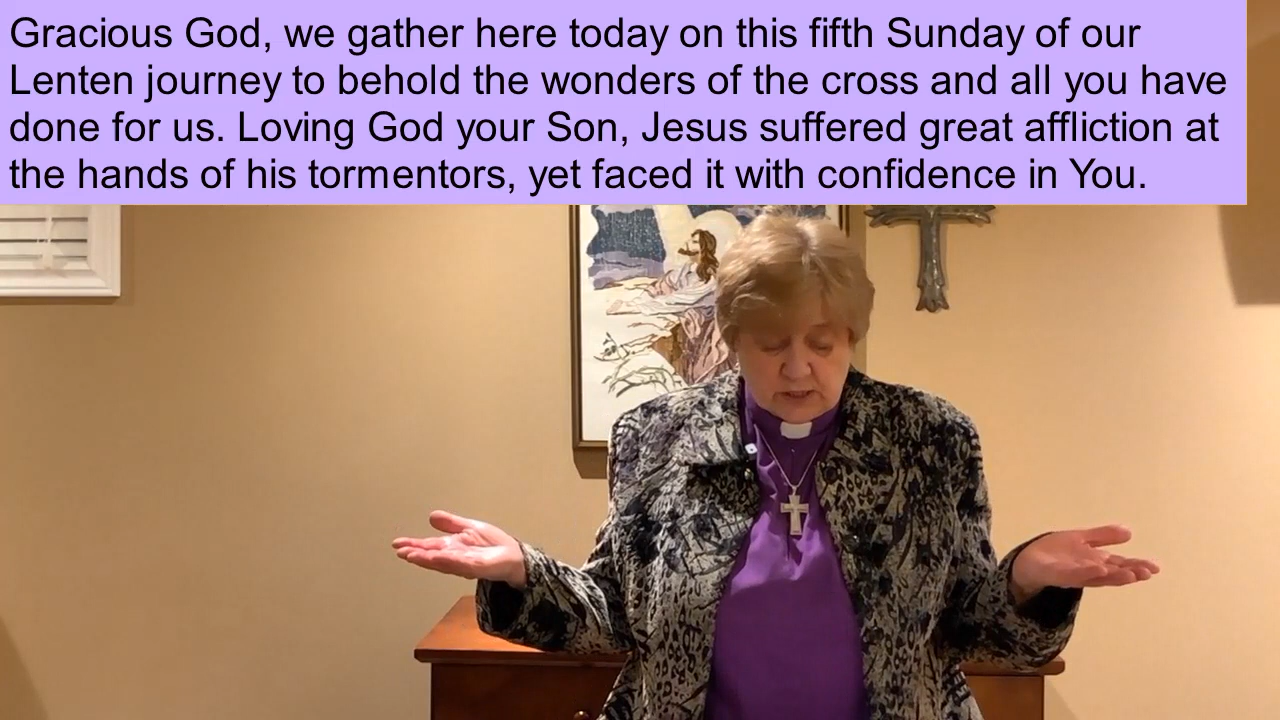 Gracious God, we gather here today on this fifth Sunday of our
Lenten journey to behold the wonders of the cross and all you have
done for us. Loving God your Son, Jesus suffered great affliction at
the hands of his tormentors, yet faced it with confidence in You.